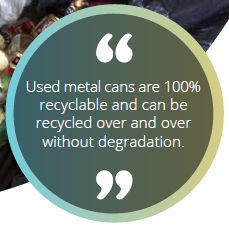 “
Used metal cans are 100%
recyclable and can be
recycled over and over
without degradation.
”